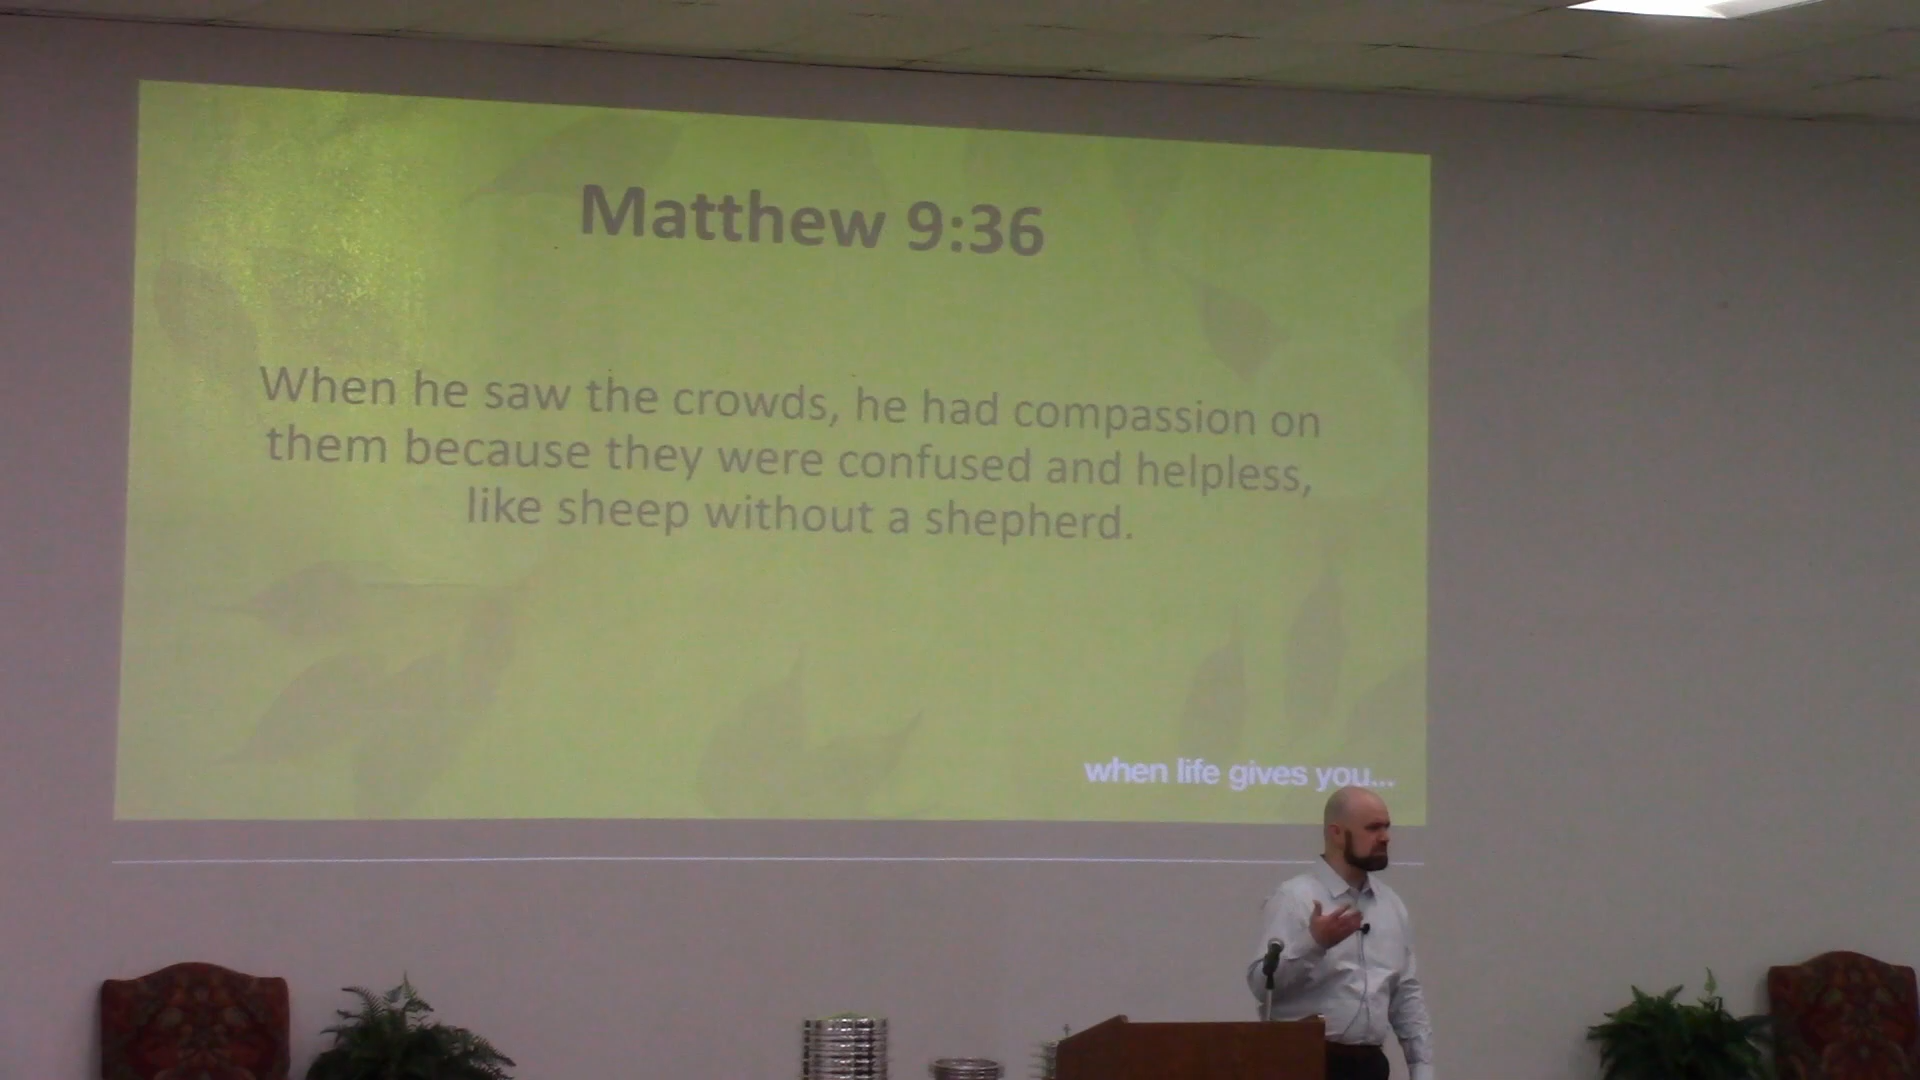 Matthew 9:36
When he saw the crowds, he had compassion on
them because they were confused and helpless,
like sheep without a shepherd.
when life gives you...